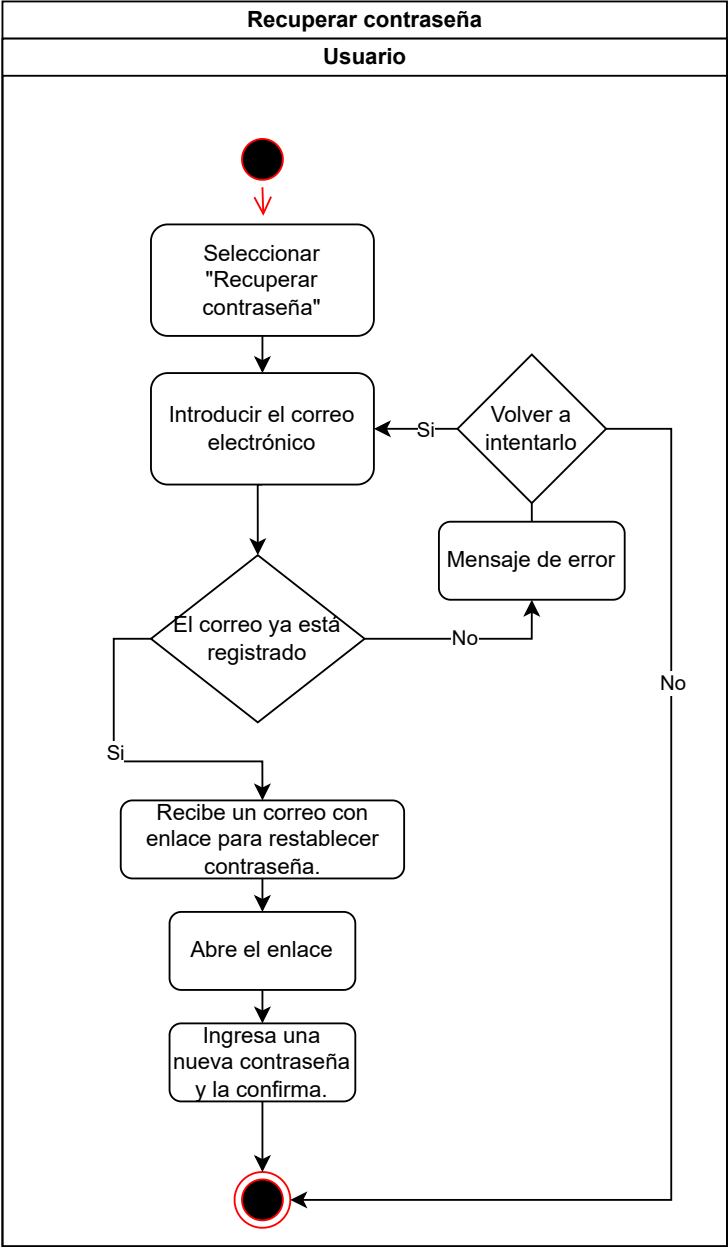 Recuperar contraseña
Usuario
Seleccionar
"Recuperar
contraseña"
Introducir el correo
electrónico
Si
Volver a
intentarlo
Mensaje de error
El correo ya está
registrado
No
No
Si
Recibe un correo con
enlace para restablecer
contraseña.
Abre el enlace
Ingresa una
nueva contraseña
y la confirma.